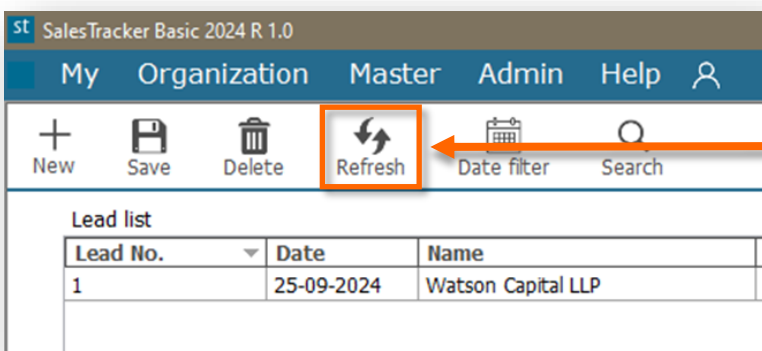 st SalesTracker Basic 2024 R 1.0
My Organization Master Admin Help
New Save Delete Refresh Date filter Search
Lead list
Lead No. Date Name
1 25-09-2024 Watson Capital LLP